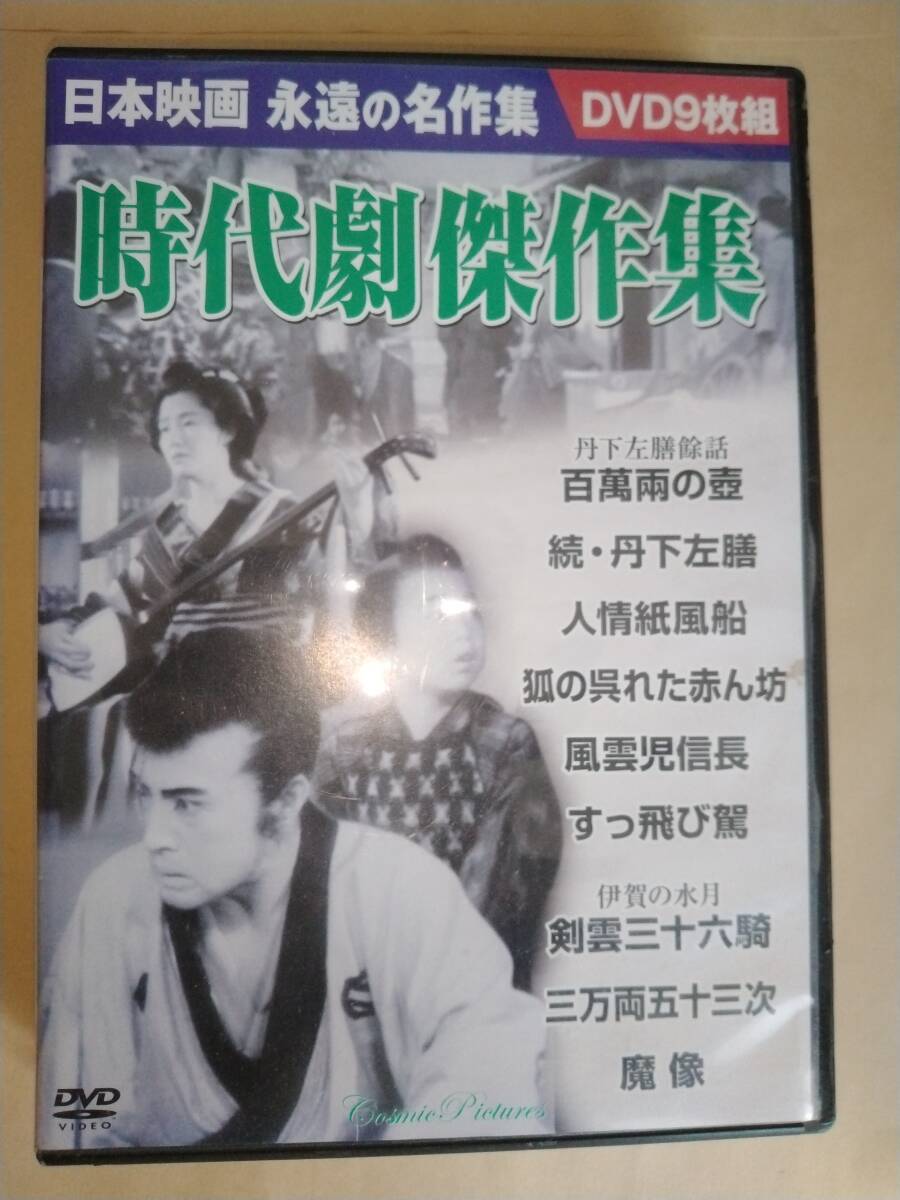 日本映画 永遠の名作集
DVD9枚組
時代劇傑作集
丹下左膳餘話
百萬兩の壺
続・丹下左膳
人情紙風船
狐の呉れた赤ん坊
風雲児信長
すっ飛び駕
伊賀の水月
剣雲三十六騎
三万両五十三次
魔像
DVD
VIDEO
Cosmic Pictures